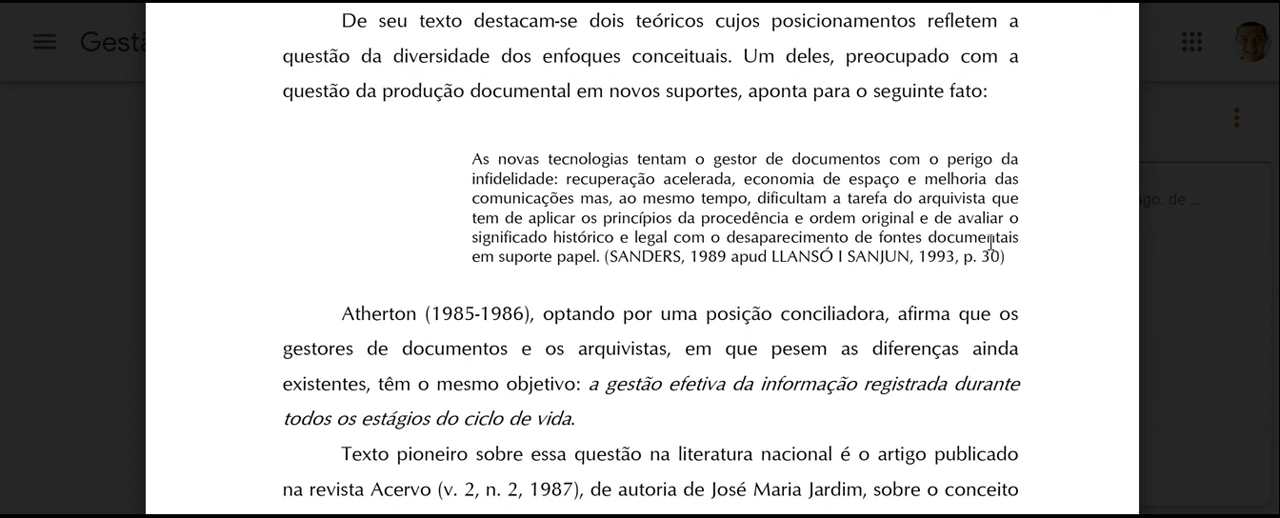 Gestã
De seu texto destacam-se dois teóricos cujos posicionamentos refletem a
questão da diversidade dos enfoques conceituais. Um deles, preocupado com a
questão da produção documental em novos suportes, aponta para o seguinte fato:
As novas tecnologias tentam o gestor de documentos com o perigo da
infidelidade: recuperação acelerada, economia de espaço e melhoria das
comunicações mas, ao mesmo tempo, dificultam a tarefa do arquivista que
tem de aplicar os princípios da procedência e ordem original e de avaliar o
significado histórico e legal com o desaparecimento de fontes documentais
em suporte papel. (SANDERS, 1989 apud LLANSÓ I SANJUN, 1993, p. 30)
ago. de ...
Atherton (1985-1986), optando por uma posição conciliadora, afirma que os
gestores de documentos e os arquivistas, em que pesem as diferenças ainda
existentes, têm o mesmo objetivo: a gestão efetiva da informação registrada durante
todos os estágios do ciclo de vida.
Texto pioneiro sobre essa questão na literatura nacional é o artigo publicado
na revista Acervo (v. 2, n. 2, 1987), de autoria de José Maria Jardim, sobre o conceito